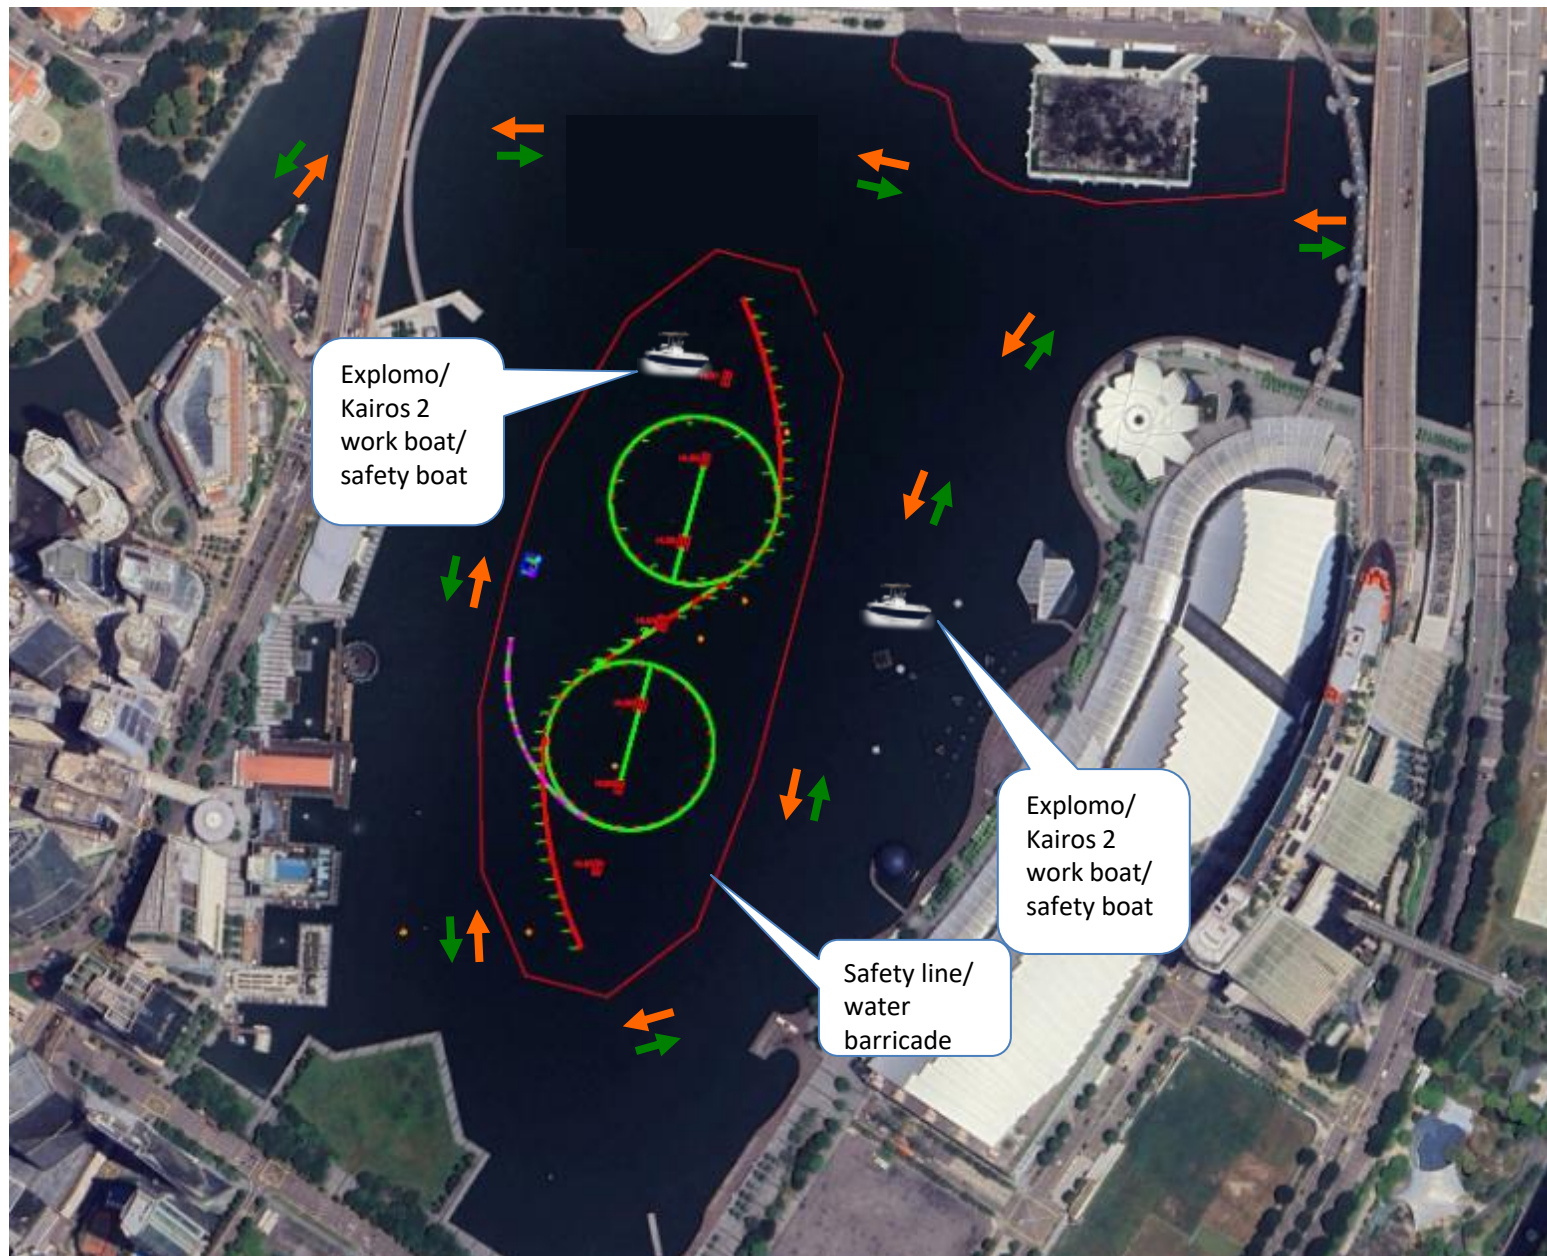 Explomo/
Kairos 2
work boat/
safety boat
Explomo/
Kairos 2
work boat/
safety boat
Safety line/
water
barricade